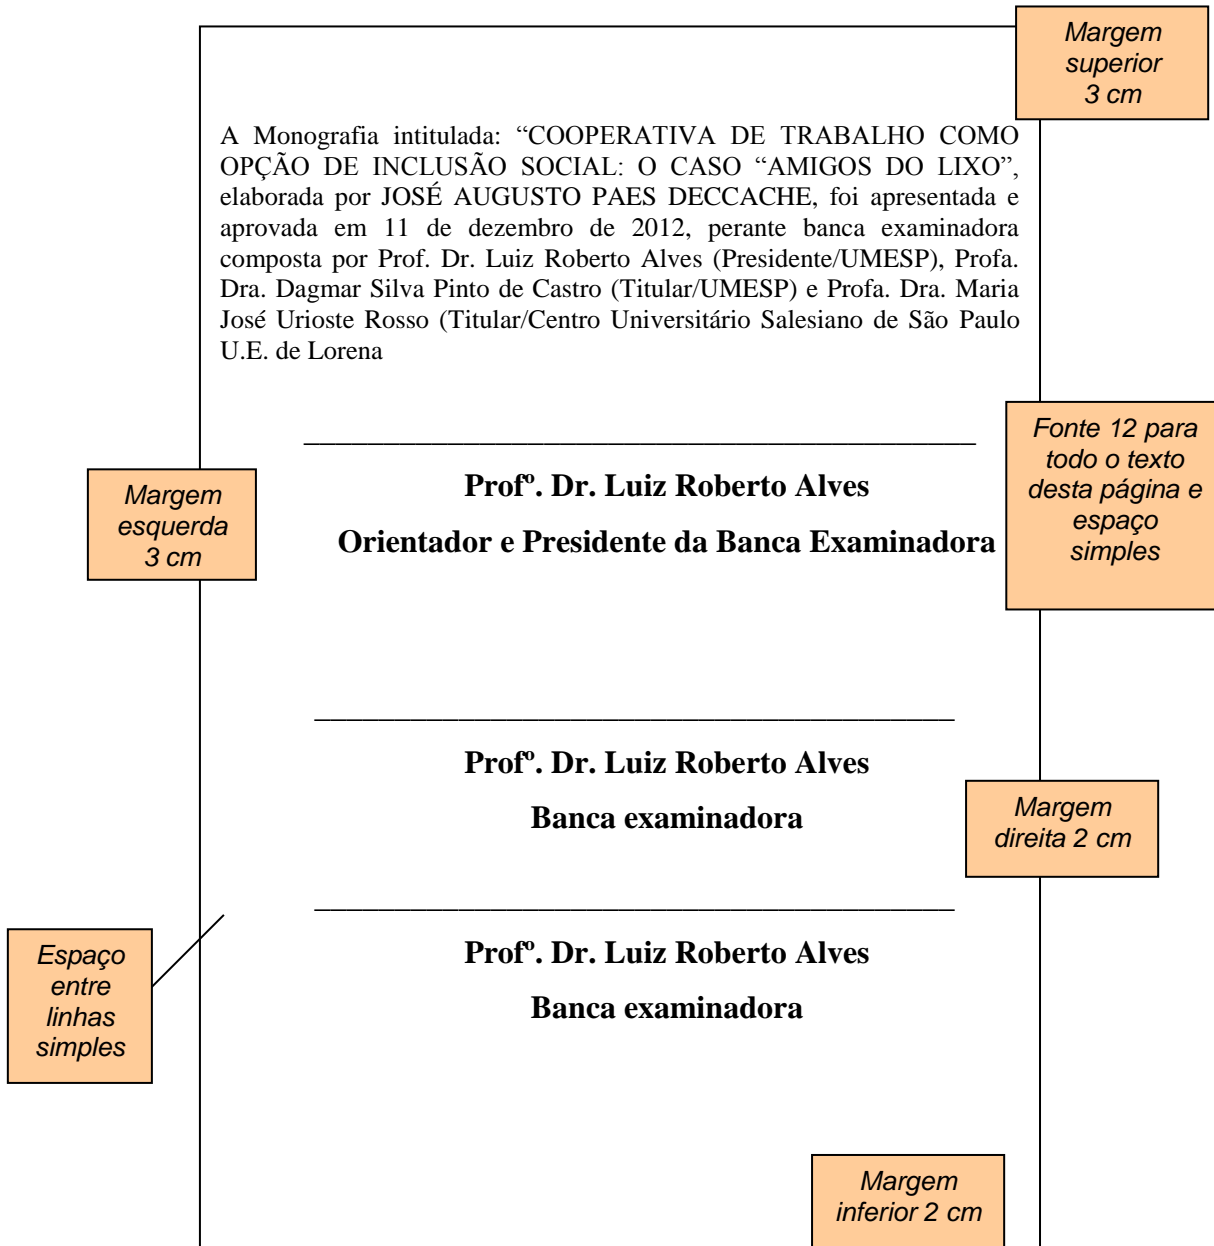 Margem
superior
3 cm
A Monografia intitulada: “COOPERATIVA DE TRABALHO COMO
OPÇÃO DE INCLUSÃO SOCIAL: O CASO “AMIGOS DO LIXO”,
elaborada por JOSÉ AUGUSTO PAES DECCACHE, foi apresentada e
aprovada em 11 de dezembro de 2012, perante banca examinadora
composta por Prof. Dr. Luiz Roberto Alves (Presidente/UMESP), Profa.
Dra. Dagmar Silva Pinto de Castro (Titular/UMESP) e Profa. Dra. Maria
José Urioste Rosso (Titular/Centro Universitário Salesiano de São Paulo
U.E. de Lorena
Fonte 12 para
todo o texto
desta página e
espaço
simples
Margem
esquerda
3 cm
Profº. Dr. Luiz Roberto Alves
Orientador e Presidente da Banca Examinadora
Profº. Dr. Luiz Roberto Alves
Banca examinadora
Margem
direita 2 cm
Espaço
entre
linhas
simples
Profº. Dr. Luiz Roberto Alves
Banca examinadora
Margem
inferior 2 cm